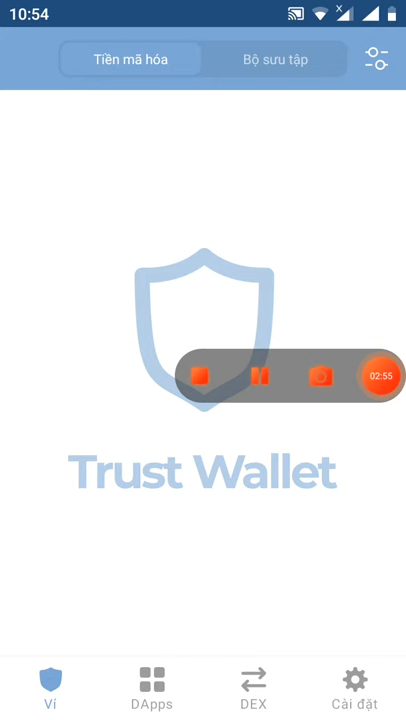 10:54
Tiền mã hóa
Bộ sưu tập
02:55
Trust Wallet
Ví
DApps
DEX
Cài đặt